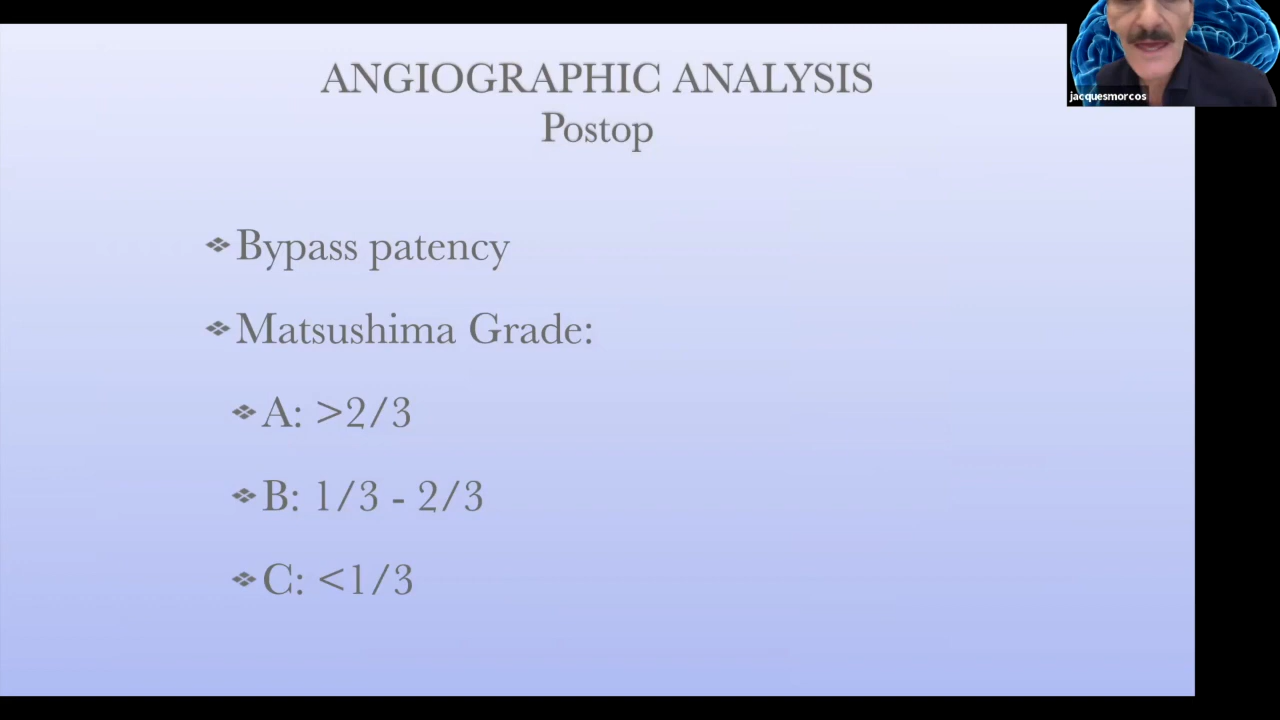 ANGIOGRAPHIC ANALYSIS
Postop
jacquesmorcos
Bypass patency
Matsushima Grade:
A: >2/3
B: 1/3 - 2/3
C: <1/3